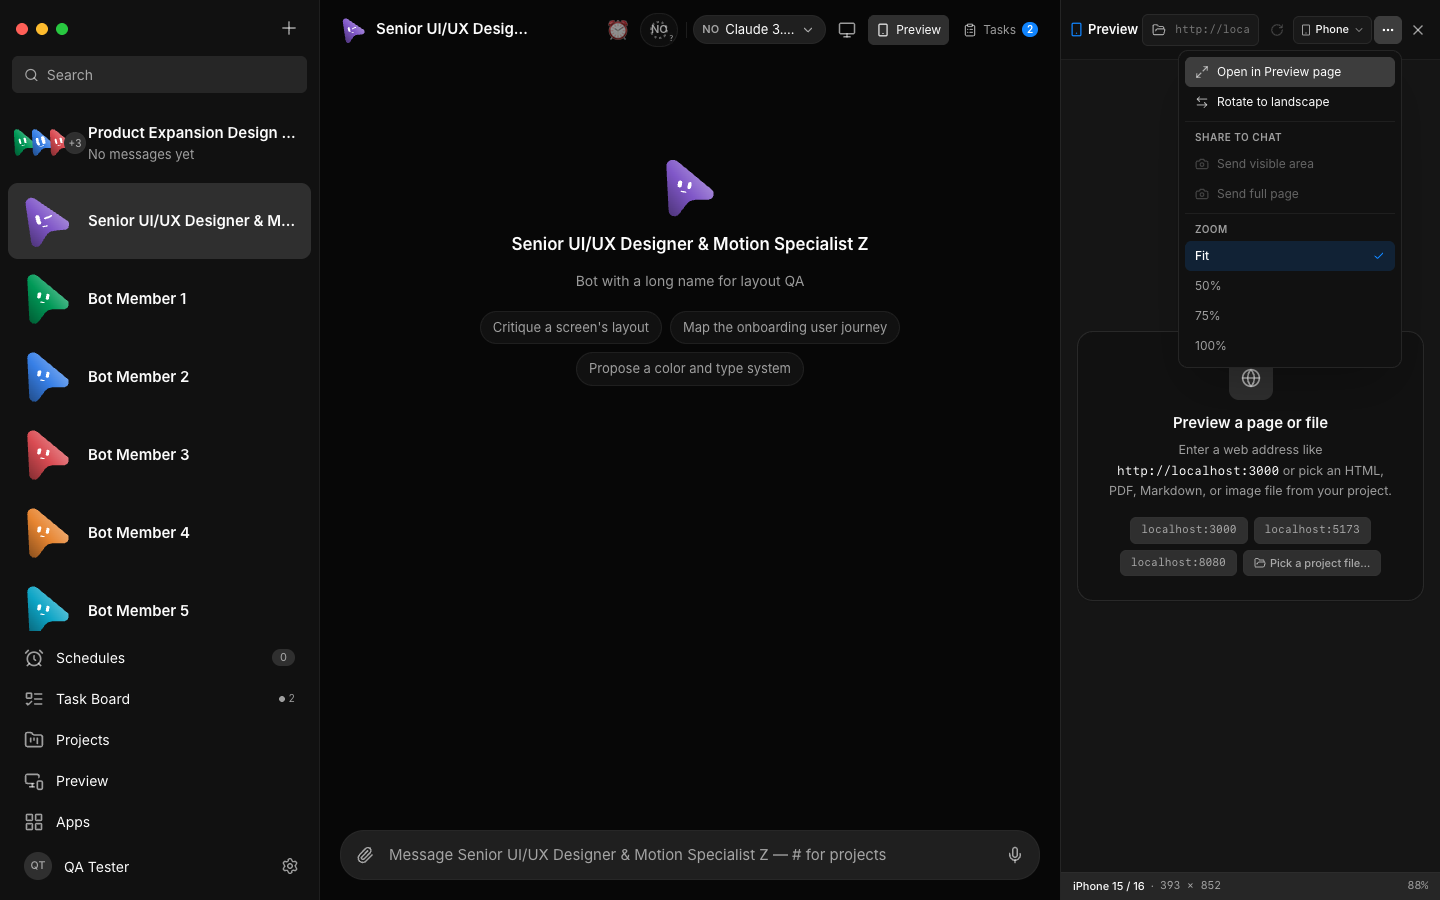 Search
Product Expansion Design ...
No messages yet
+3
Senior UI/UX Designer & M...
Bot Member 1
Bot Member 2
Bot Member 3
Bot Member 4
Bot Member 5
Schedules
0
Task Board
2
Projects
Preview
Apps
QT
QA Tester
Senior UI/UX Desig...
NO Claude 3....
Preview
Tasks 2
Senior UI/UX Designer & Motion Specialist Z
Bot with a long name for layout QA
Critique a screen's layout
Map the onboarding user journey
Propose a color and type system
Message Senior UI/UX Designer & Motion Specialist Z — # for projects
Preview
http://loca
Phone
Open in Preview page
Rotate to landscape
SHARE TO CHAT
Send visible area
Send full page
ZOOM
Fit
50%
75%
100%
Preview a page or file
Enter a web address like
http://localhost:3000 or pick an HTML,
PDF, Markdown, or image file from your project.
localhost:3000
localhost:5173
localhost:8080
Pick a project file...
iPhone 15 / 16 · 393 × 852
88%